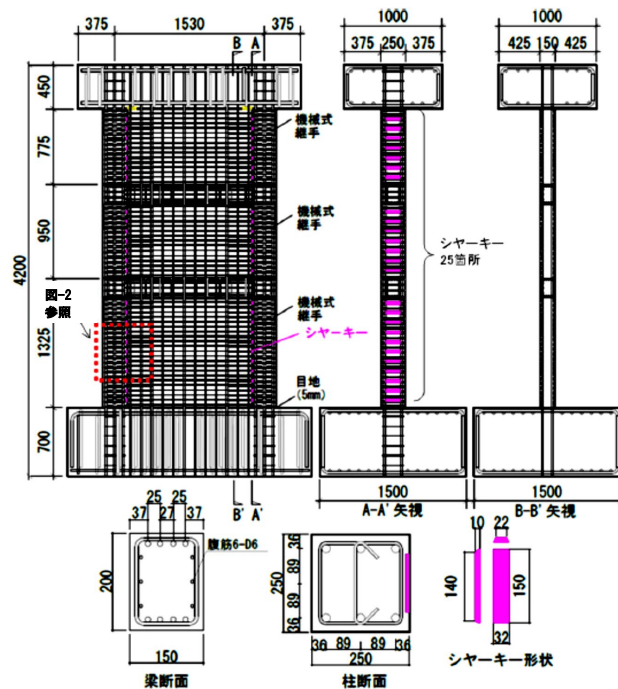 375
1530
375
B
A
1000
375
250
375
1000
425
150
425
450
775
950
1325
700
4200
機械式
継手
機械式
継手
機械式
継手
シヤーキー
25箇所
図-2
参照
シヤーキー
目地
(5mm)
B'
A'
1500
A-A' 矢視
1500
B-B' 矢視
25
25
37
27
37
腹筋6-D6
200
150
梁断面
36
89
89
36
250
36
89
89
36
250
柱断面
10
22
140
150
32
シヤーキー形状